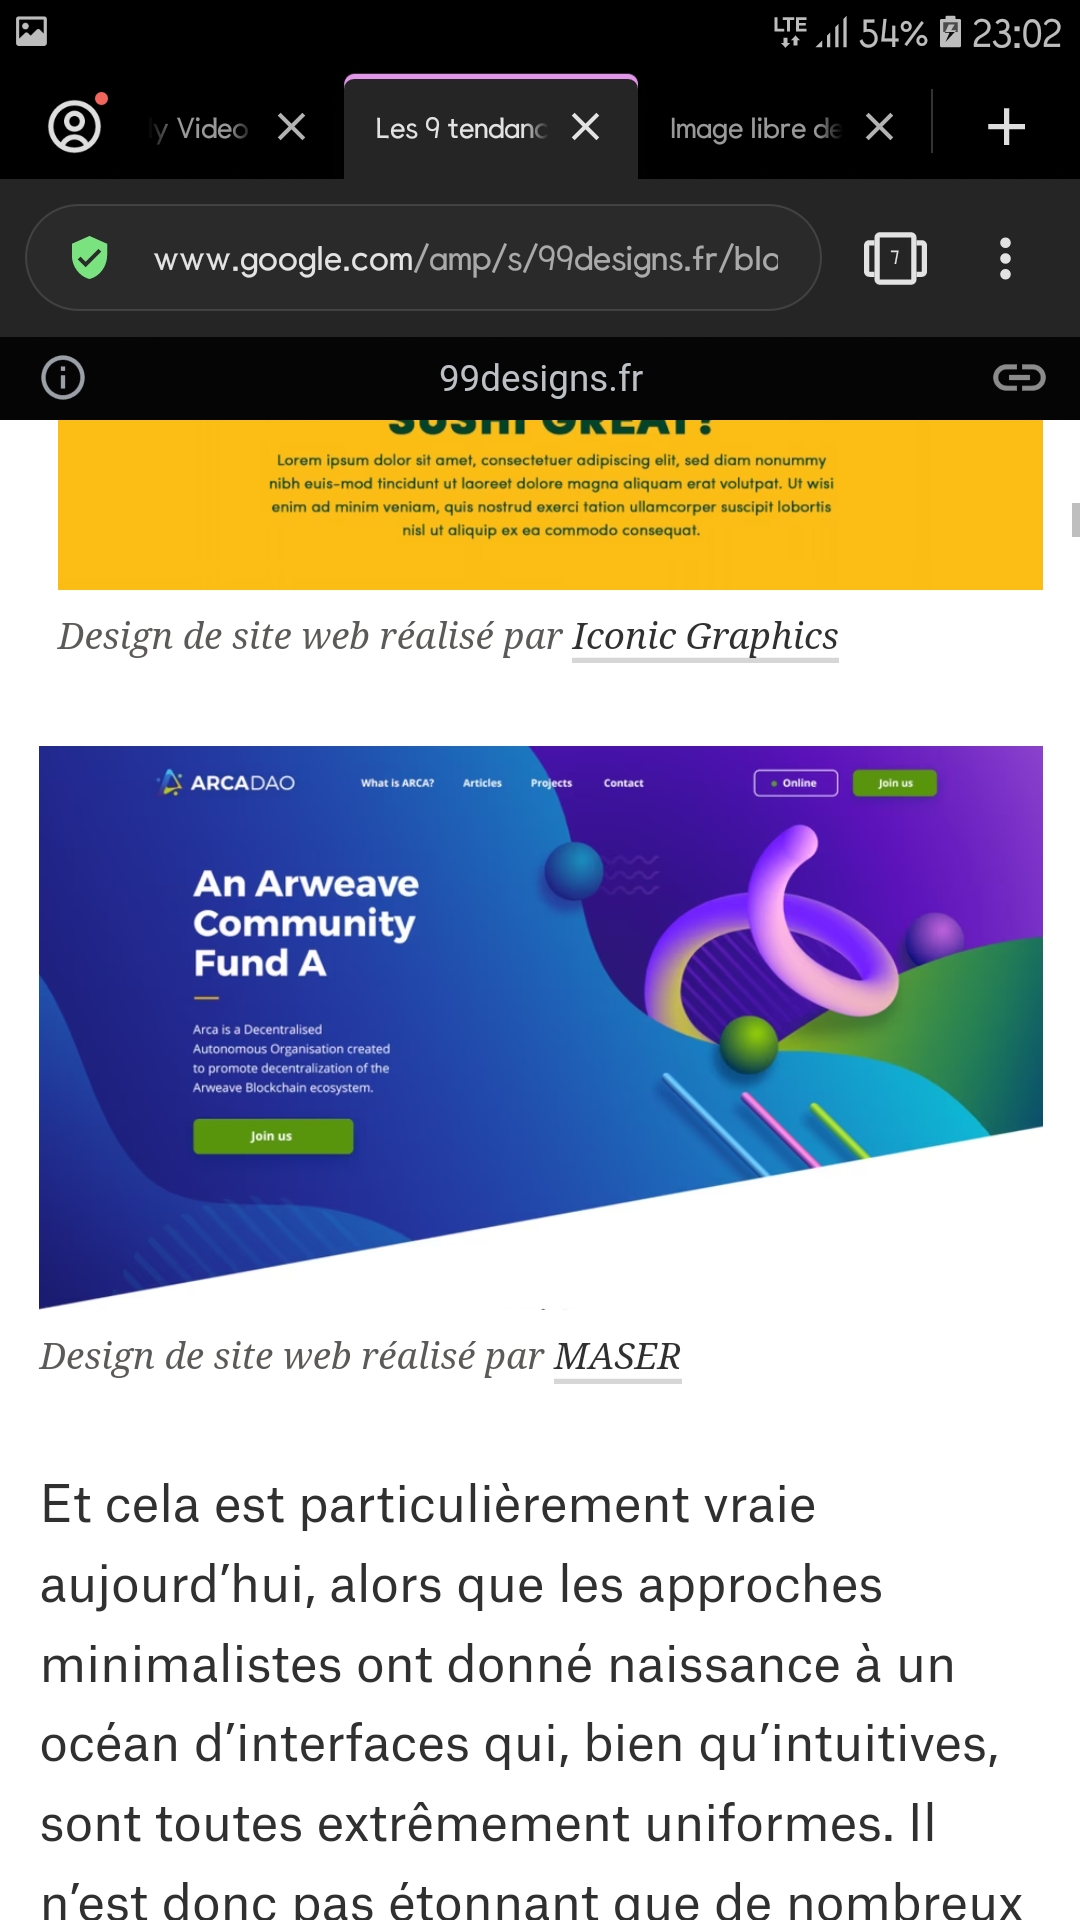 LTE 54% 23:02
ly Video
Les 9 tendanc
Image libre de
www.google.com/amp/s/99designs.fr/blo
7
99designs.fr
SUSHI GREAT?
Lorem ipsum dolor sit amet, consectetuer adipiscing elit, sed diam nonummy
nibh euis-mod tincidunt ut laoreet dolore magna aliquam erat volutpat. Ut wisi
enim ad minim veniam, quis nostrud exerci tation ullamcorper suscipit lobortis
nisl ut aliquip ex ea commodo consequat.
Design de site web réalisé par Iconic Graphics
ARCADAO What is ARCA? Articles Projects Contact Online Join us
An Arweave
Community
Fund A
Arca is a Decentralised
Autonomous Organisation created
to promote decentralization of the
Arweave Blockchain ecosystem.
Join us
Design de site web réalisé par MASER
Et cela est particulièrement vraie
aujourd’hui, alors que les approches
minimalistes ont donné naissance à un
océan d’interfaces qui, bien qu’intuitives,
sont toutes extrêmement uniformes. Il
n’est donc pas étonnant que de nombreux